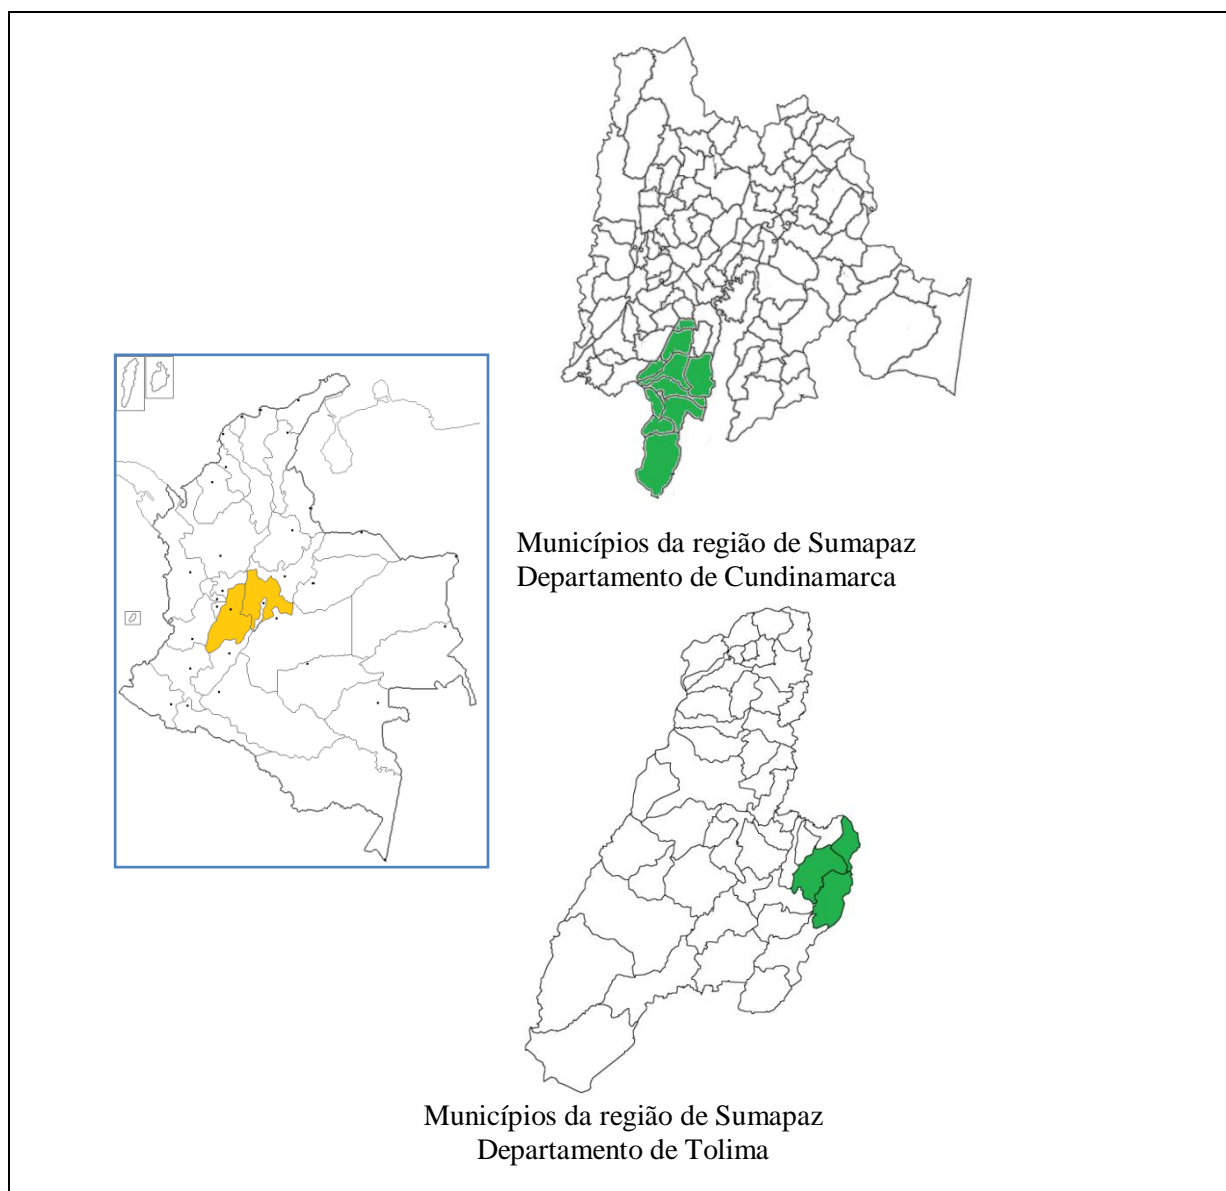 Municípios da região de Sumapaz
Departamento de Cundinamarca
Municípios da região de Sumapaz
Departamento de Tolima